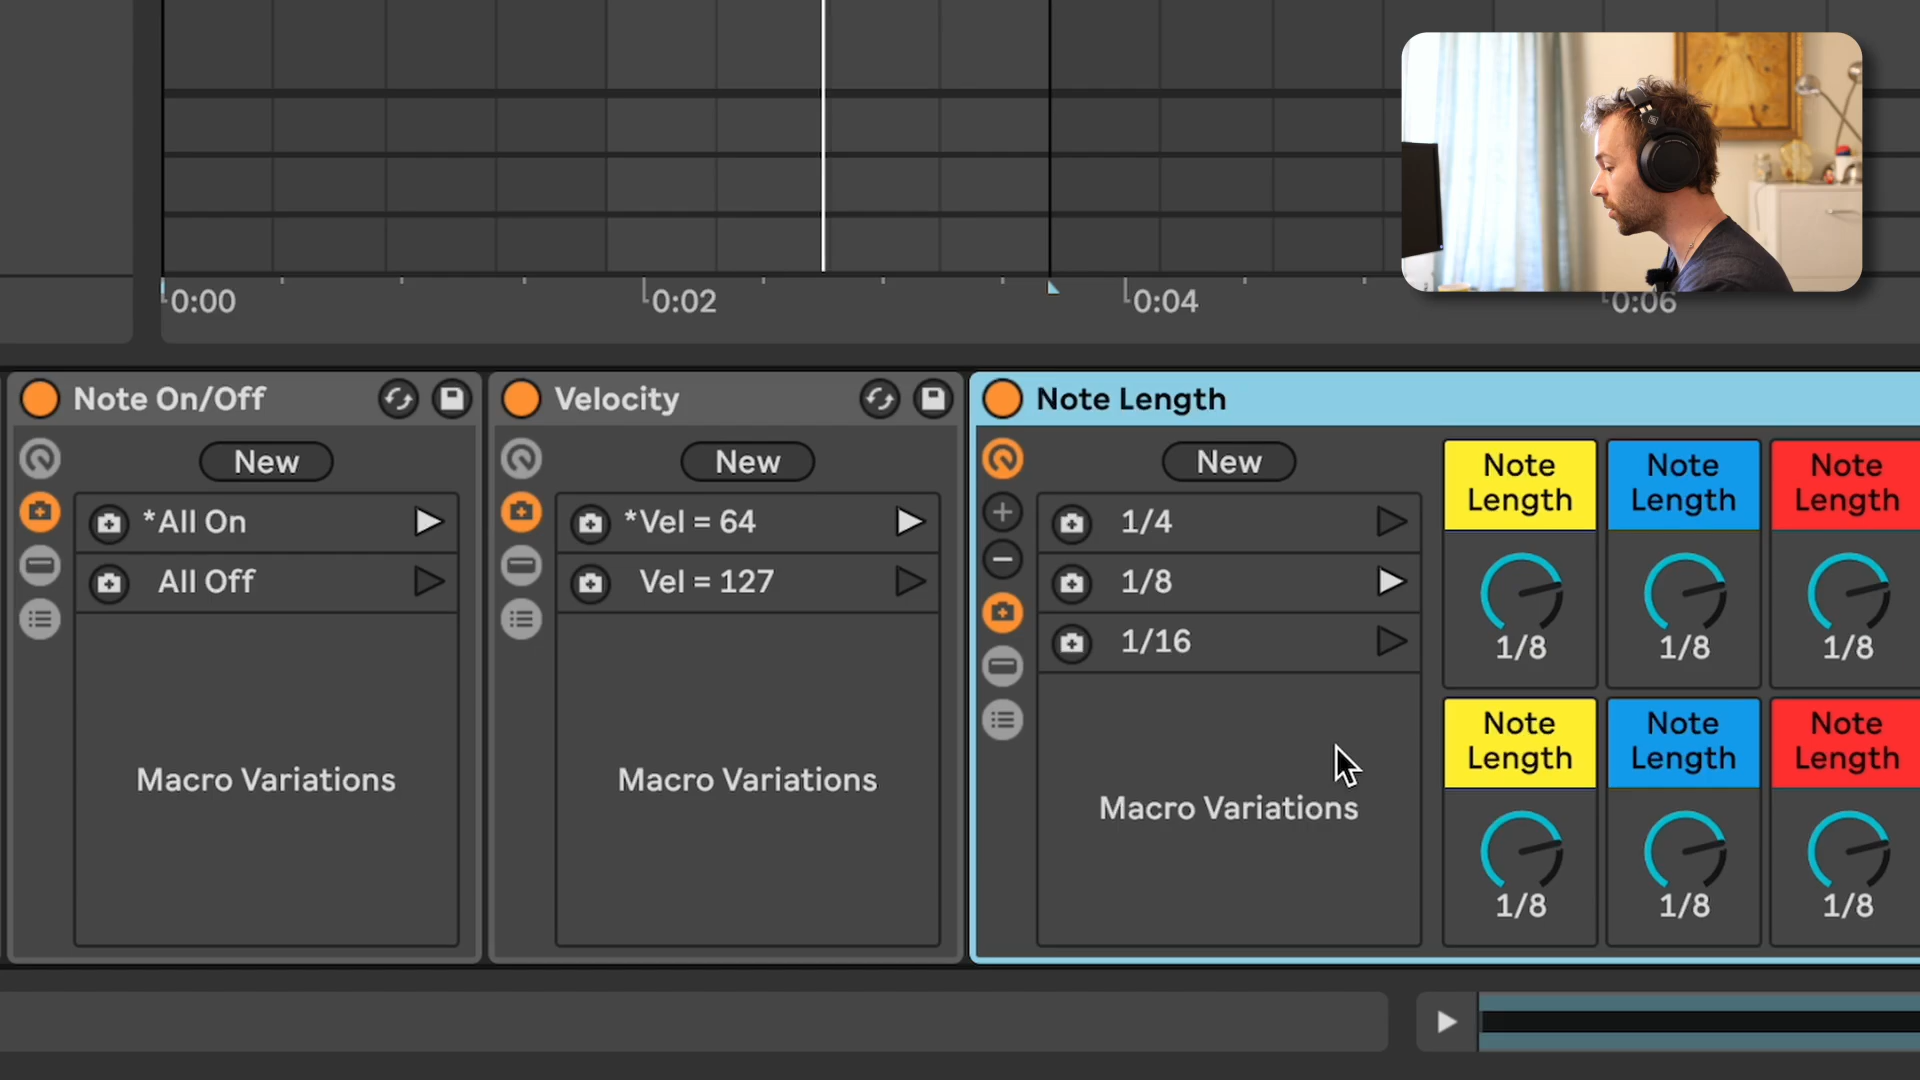 0:00
0:02
0:04
0:06
Note On/Off
New
*All On
All Off
Macro Variations
Velocity
New
*Vel = 64
Vel = 127
Macro Variations
Note Length
New
1/4
1/8
1/16
Macro Variations
Note
Length
1/8
Note
Length
1/8
Note
Length
1/8
Note
Length
1/8
Note
Length
1/8
Note
Length
1/8